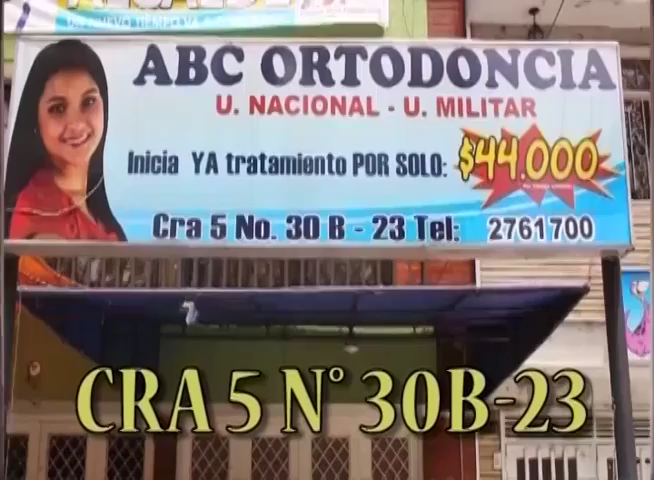 ABC ORTODONCIA
U. NACIONAL - U. MILITAR
Inicia YA tratamiento POR SOLO:
$44.000
Cra 5 No. 30 B - 23 Tel: 2761700
CRA 5 N° 30B-23